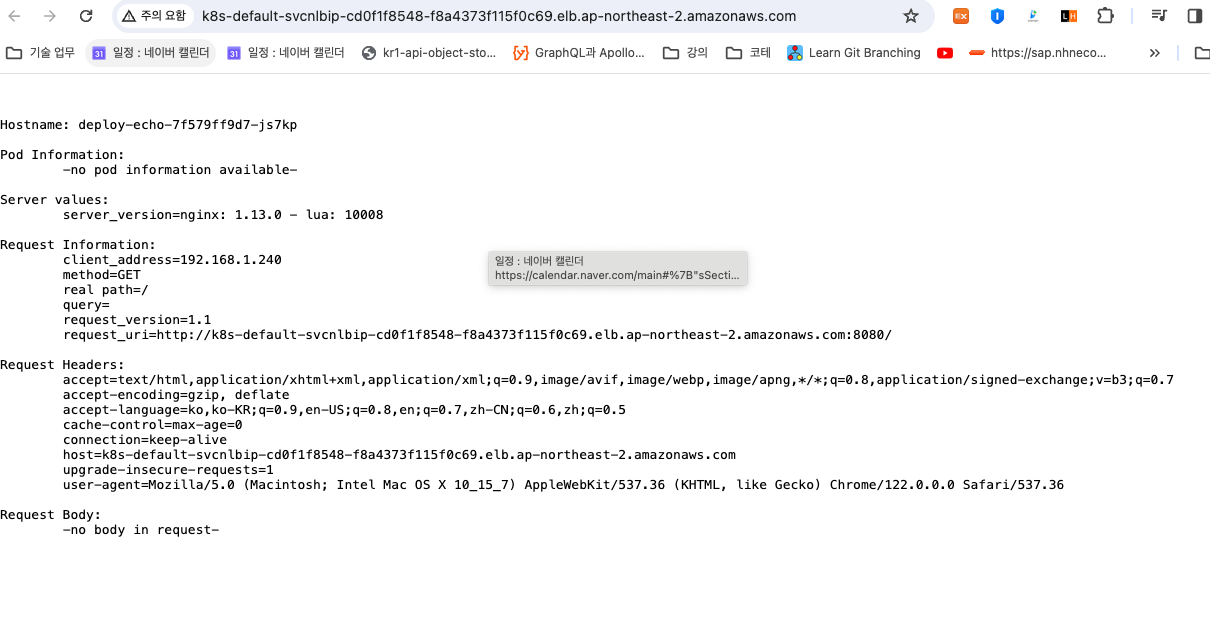 주의 요함 k8s-default-svcnlbip-cd0f1f8548-f8a4373f115f0c69.elb.ap-northeast-2.amazonaws.com
기술 업무 일정 : 네이버 캘린더 일정 : 네이버 캘린더 kr1-api-object-sto... GraphQL과 Apollo... 강의 코테 Learn Git Branching https://sap.nhneco... »
Hostname: deploy-echo-7f579ff9d7-js7kp
Pod Information:
-no pod information available-
Server values:
server_version=nginx: 1.13.0 - lua: 10008
Request Information:
client_address=192.168.1.240
method=GET
real path=/
query=
request_version=1.1
request_uri=http://k8s-default-svcnlbip-cd0f1f8548-f8a4373f115f0c69.elb.ap-northeast-2.amazonaws.com:8080/
일정 : 네이버 캘린더
https://calendar.naver.com/main#%7B"sSecti...
Request Headers:
accept=text/html,application/xhtml+xml,application/xml;q=0.9,image/avif,image/webp,image/apng,*/*;q=0.8,application/signed-exchange;v=b3;q=0.7
accept-encoding=gzip, deflate
accept-language=ko,ko-KR;q=0.9,en-US;q=0.8,en;q=0.7,zh-CN;q=0.6,zh;q=0.5
cache-control=max-age=0
connection=keep-alive
host=k8s-default-svcnlbip-cd0f1f8548-f8a4373f115f0c69.elb.ap-northeast-2.amazonaws.com
upgrade-insecure-requests=1
user-agent=Mozilla/5.0 (Macintosh; Intel Mac OS X 10_15_7) AppleWebKit/537.36 (KHTML, like Gecko) Chrome/122.0.0.0 Safari/537.36
Request Body:
-no body in request-